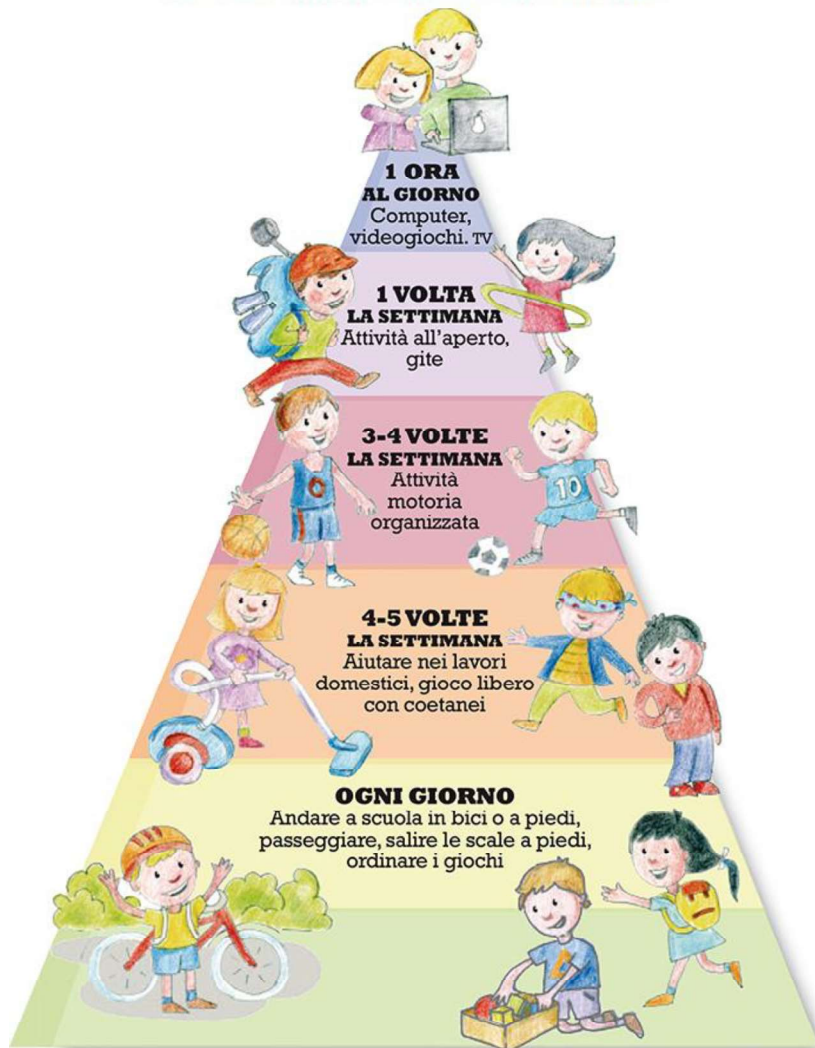 1 ORA
AL GIORNO
Computer,
videogiochi. TV
1 VOLTA
LA SETTIMANA
Attività all'aperto,
gite
3-4 VOLTE
LA SETTIMANA
Attività
motoria
organizzata
10
4-5 VOLTE
LA SETTIMANA
Aiutare nei lavori
domestici, gioco libero
con coetanei
OGNI GIORNO
Andare a scuola in bici o a piedi,
passeggiare, salire le scale a piedi,
ordinare i giochi